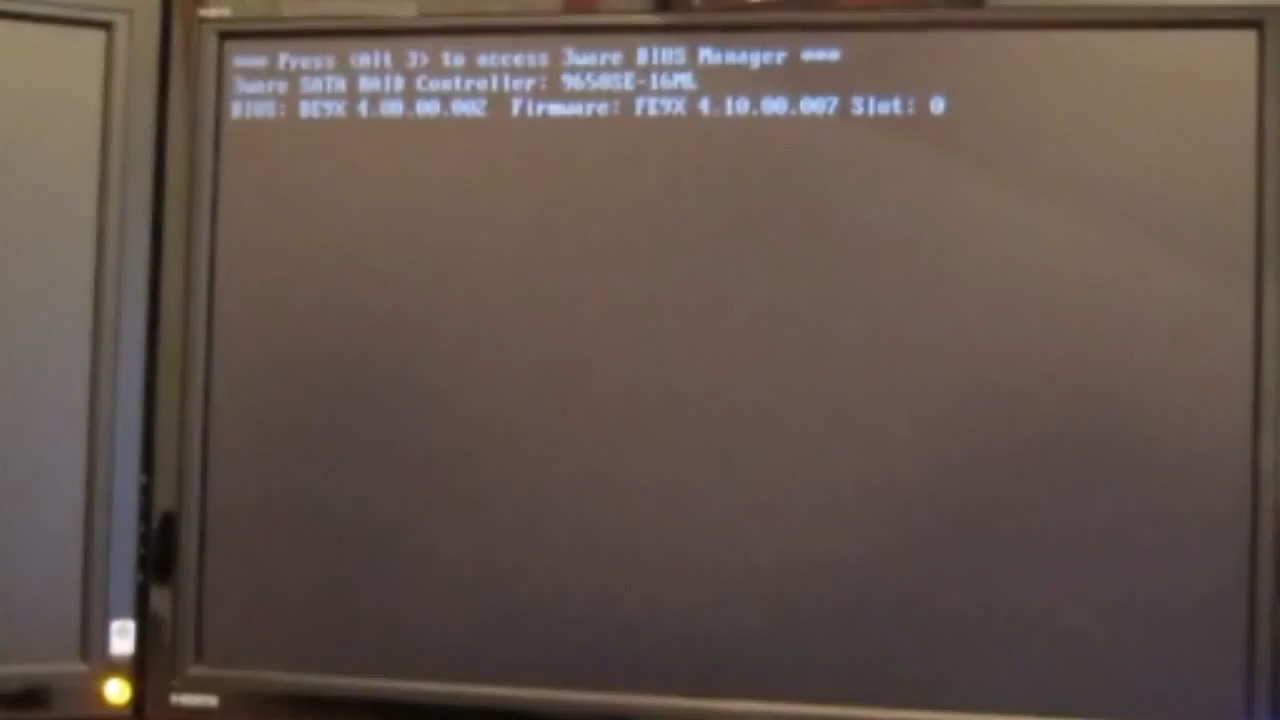 === Press <Alt 3> to access 3ware BIOS Manager ===
3ware SATA RAID Controller: 9650SE-16ML
BIOS: BE9X 4.08.00.002 Firmware: FE9X 4.10.00.007 Slot: 0